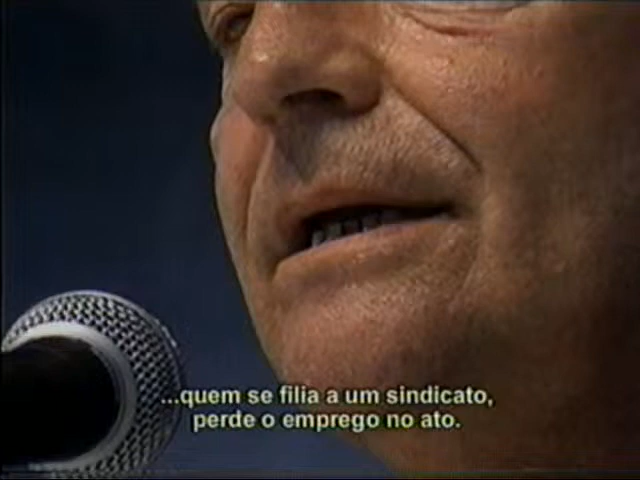 ...quem se filia a um sindicato,
perde o emprego no ato.